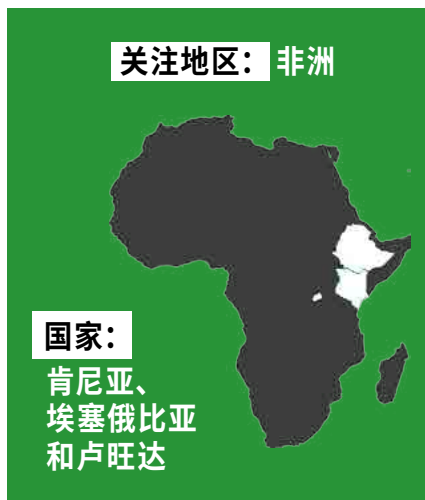 关注地区：非洲
国家：
肯尼亚、
埃塞俄比亚
和卢旺达